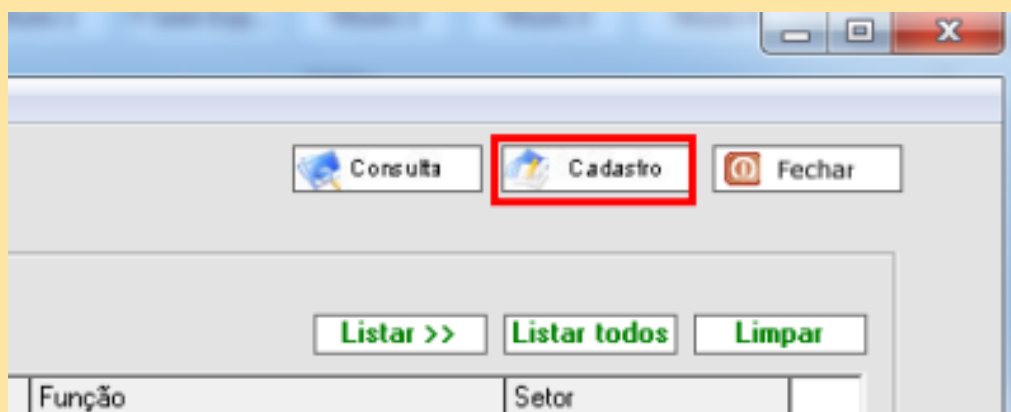 Consulta Cadastro Fechar
Listar >> Listar todos Limpar
Função Setor